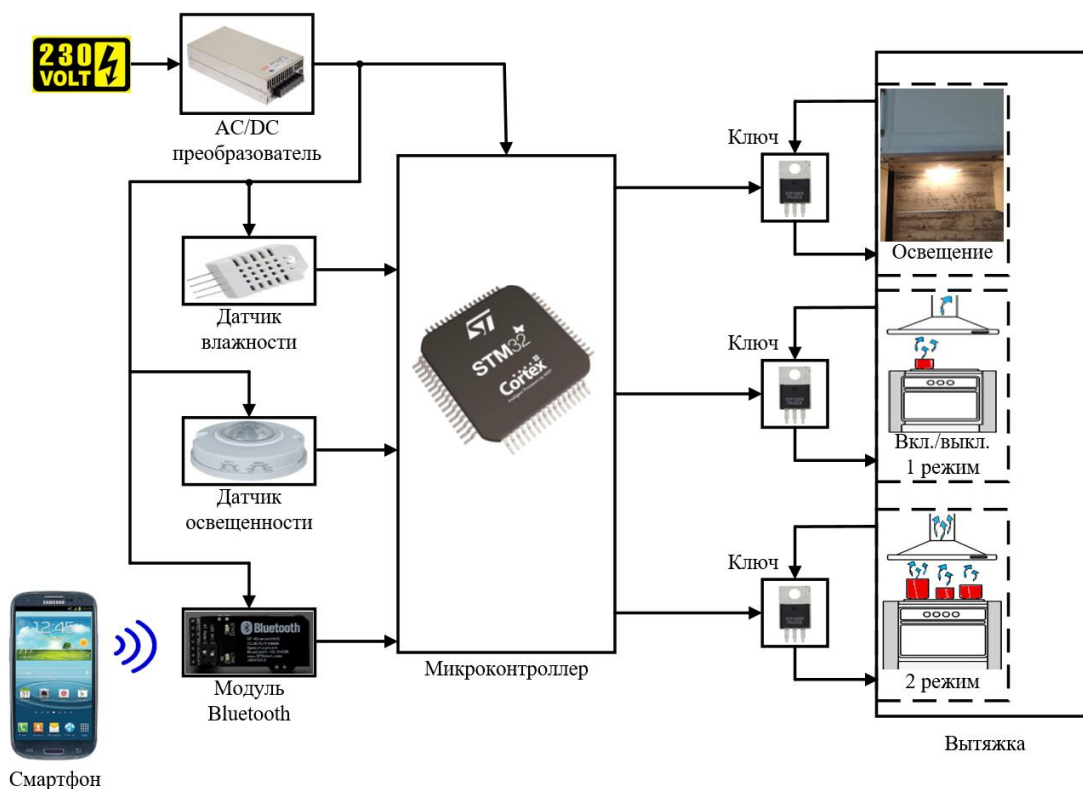 230
VOLT
AC/DC
преобразователь
Датчик
влажности
Датчик
освещенности
Bluetooth
Модуль
Bluetooth
SAMSUNG
12:45
Смартфон
STM32
Cortex
Микроконтроллер
Ключ
Ключ
Ключ
Освещение
Вкл./выкл.
1 режим
2 режим
Вытяжка